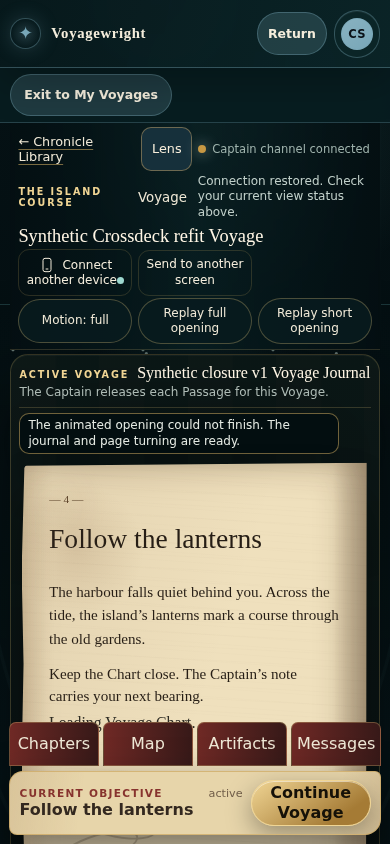 Voyagewright
Return
CS
Exit to My Voyages
← Chronicle
Library
Lens
Captain channel connected
THE ISLAND
COURSE
Voyage
Connection restored. Check
your current view status
above.
Synthetic Crossdeck refit Voyage
Connect
another device
Send to another
screen
Motion: full
Replay full
opening
Replay short
opening
ACTIVE VOYAGE Synthetic closure v1 Voyage Journal
The Captain releases each Passage for this Voyage.
The animated opening could not finish. The
journal and page turning are ready.
— 4 —
Follow the lanterns
The harbour falls quiet behind you. Across the
tide, the island’s lanterns mark a course through
the old gardens.
Keep the Chart close. The Captain’s note
carries your next bearing.
Loading Voyage Chart.
Chapters
Map
Artifacts
Messages
CURRENT OBJECTIVE
Follow the lanterns
active
Continue
Voyage